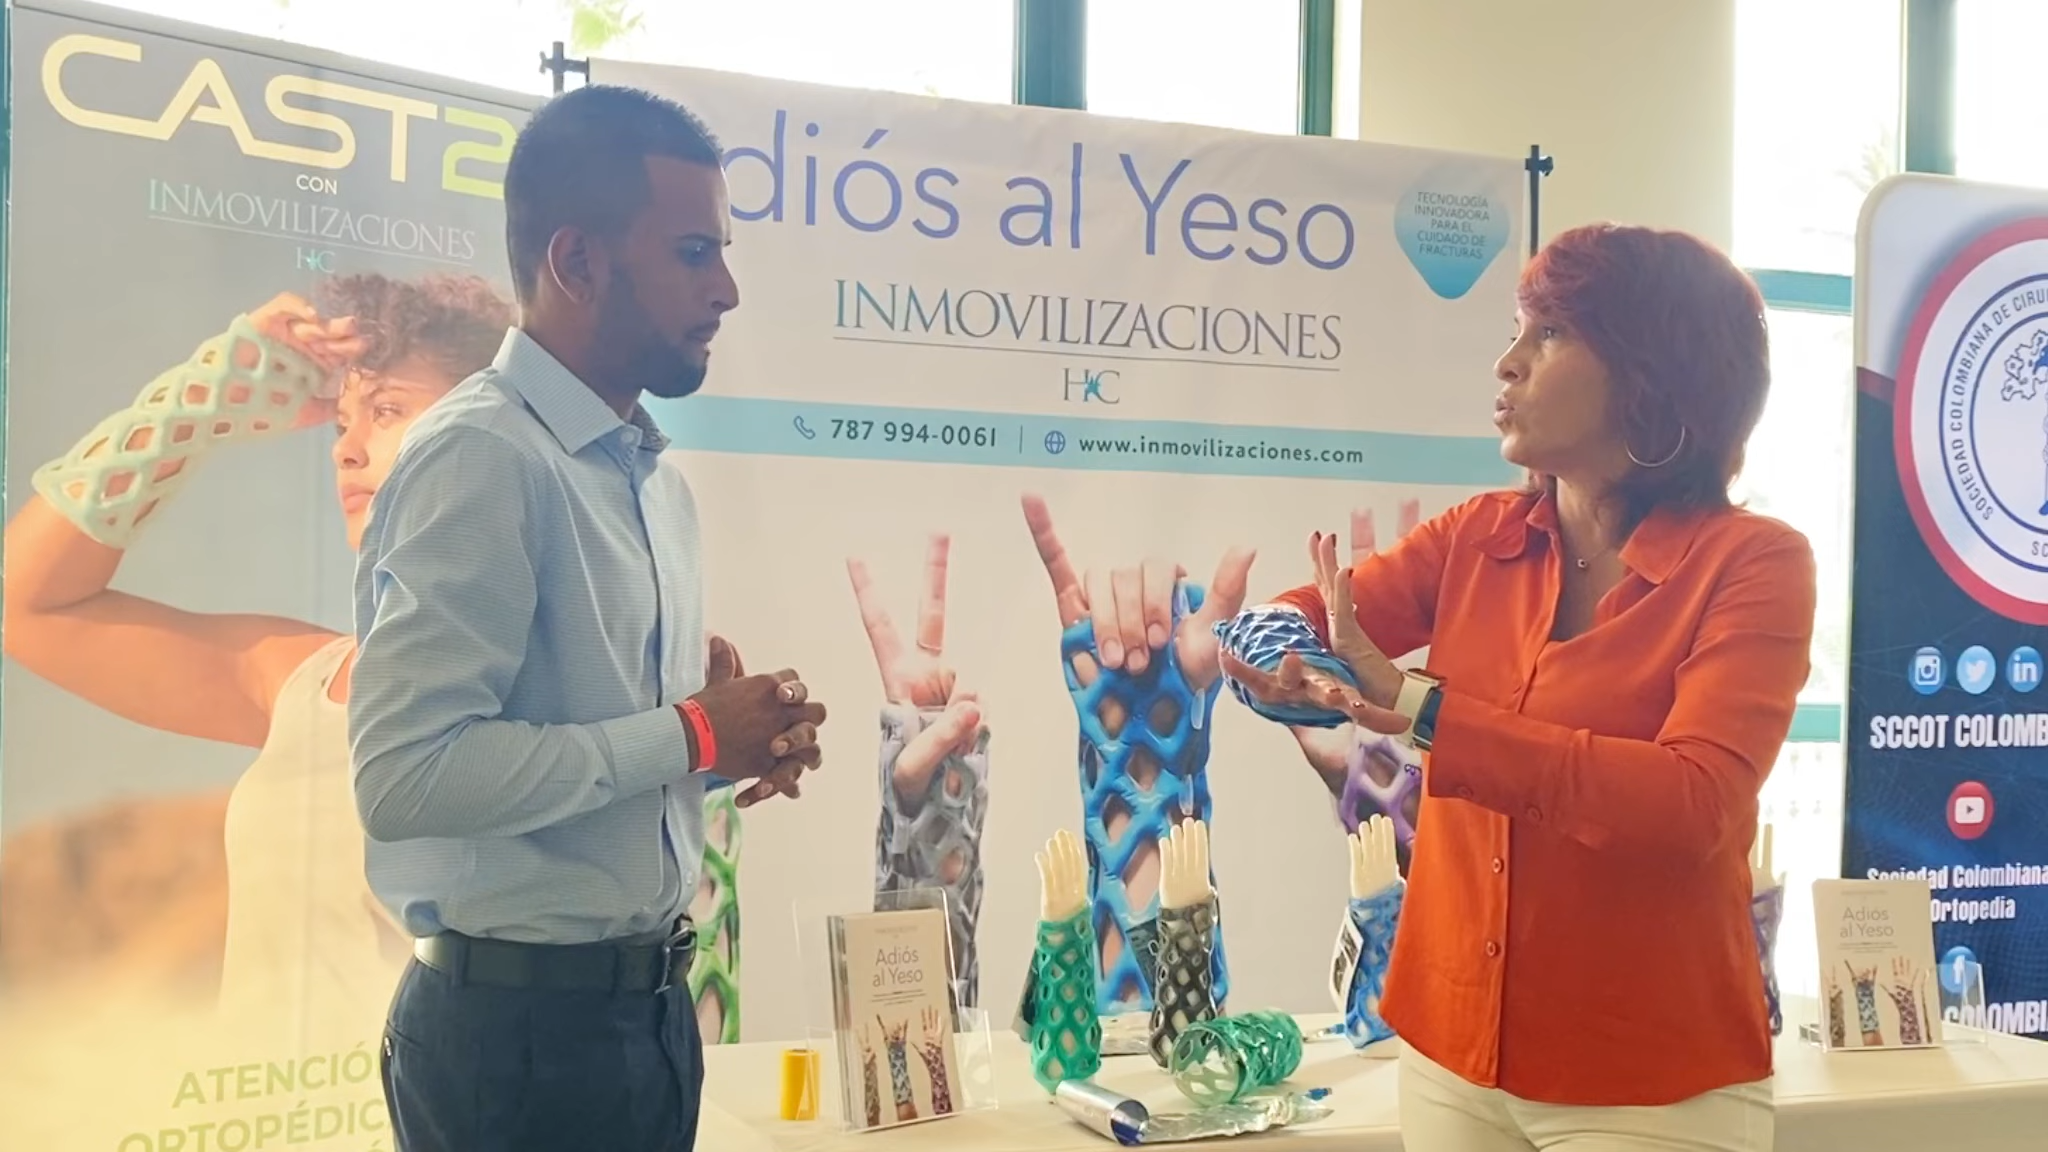 CAST2
CON
INMOVILIZACIONES
HC
ATENCIÓ
ORTOPÉDIC
diós al Yeso
TECNOLOGÍA
INNOVADORA
PARA EL
CUIDADO DE
FRACTURAS
INMOVILIZACIONES
HC
787 994-0061 | www.inmovilizaciones.com
Adiós
al Yeso
SOCIEDAD COLOMBIANA DE CIRU
SCCOT COLOMB
Sociedad Colombiana
Ortopedia
COLOMBI
Adiós
al Yeso